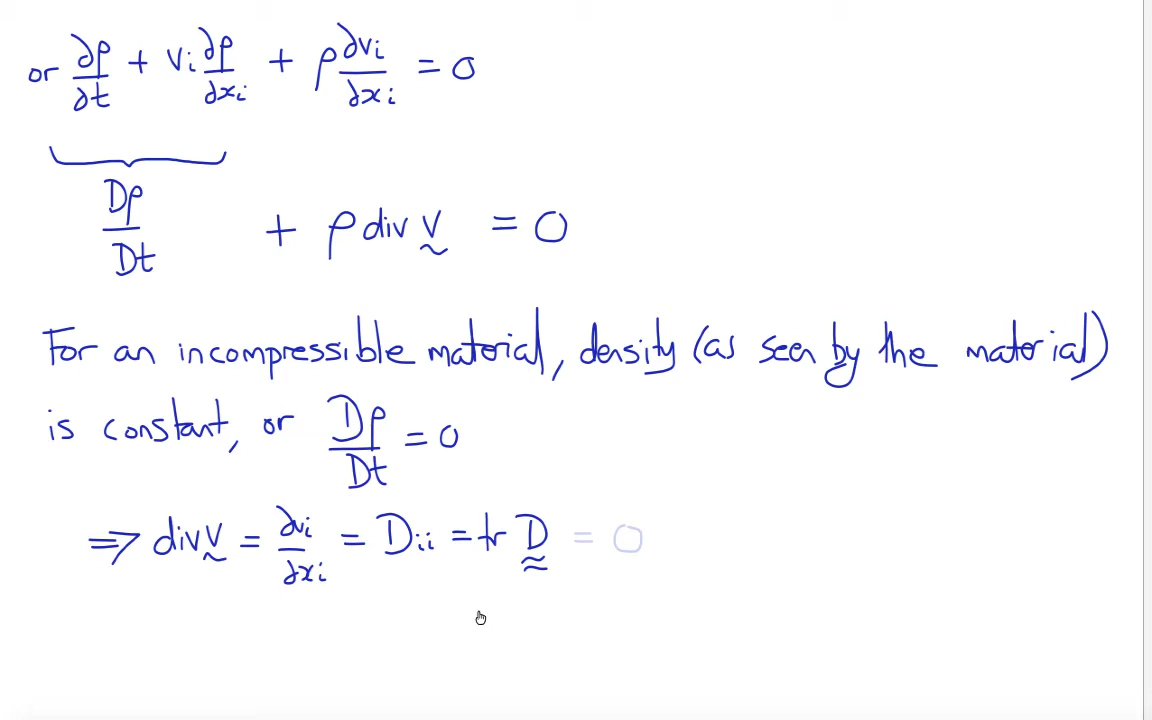 or ∂ρ/∂t + vᵢ ∂ρ/∂xᵢ + ρ ∂vᵢ/∂xᵢ = 0
Dρ/Dt + ρ div v̰ = 0
For an incompressible material, density (as seen by the material)
is constant, or Dρ/Dt = 0
⇒ div v̰ = ∂vᵢ/∂xᵢ = Dᵢᵢ = tr D̰̰ = 0